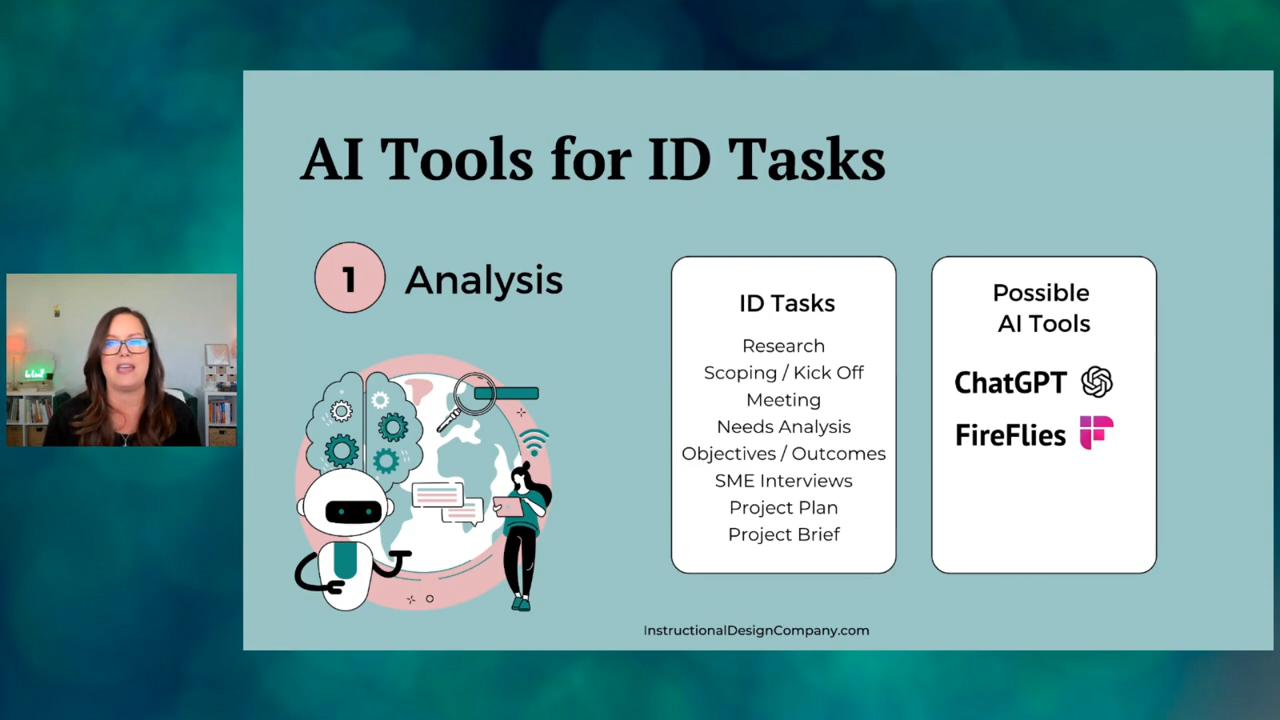 AI Tools for ID Tasks
1
Analysis
ID Tasks
Research
Scoping / Kick Off
Meeting
Needs Analysis
Objectives / Outcomes
SME Interviews
Project Plan
Project Brief
Possible
AI Tools
ChatGPT
FireFlies
InstructionalDesignCompany.com